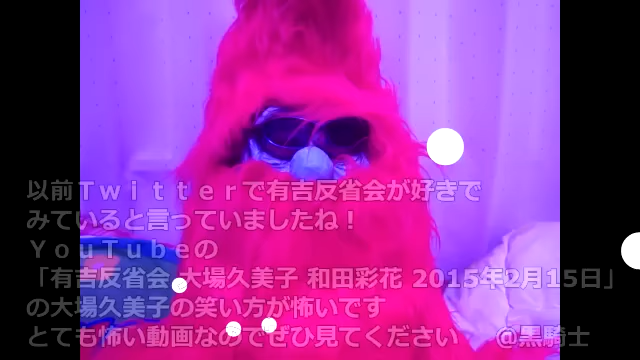 以前Ｔｗｉｔｔｅｒで有吉反省会が好きで
みていると言っていましたね！
ＹｏｕＴｕｂｅの
「有吉反省会 大場久美子 和田彩花 2015年2月15日」
の大場久美子の笑い方が怖いです
とても怖い動画なのでぜひ見てください　@黒騎士